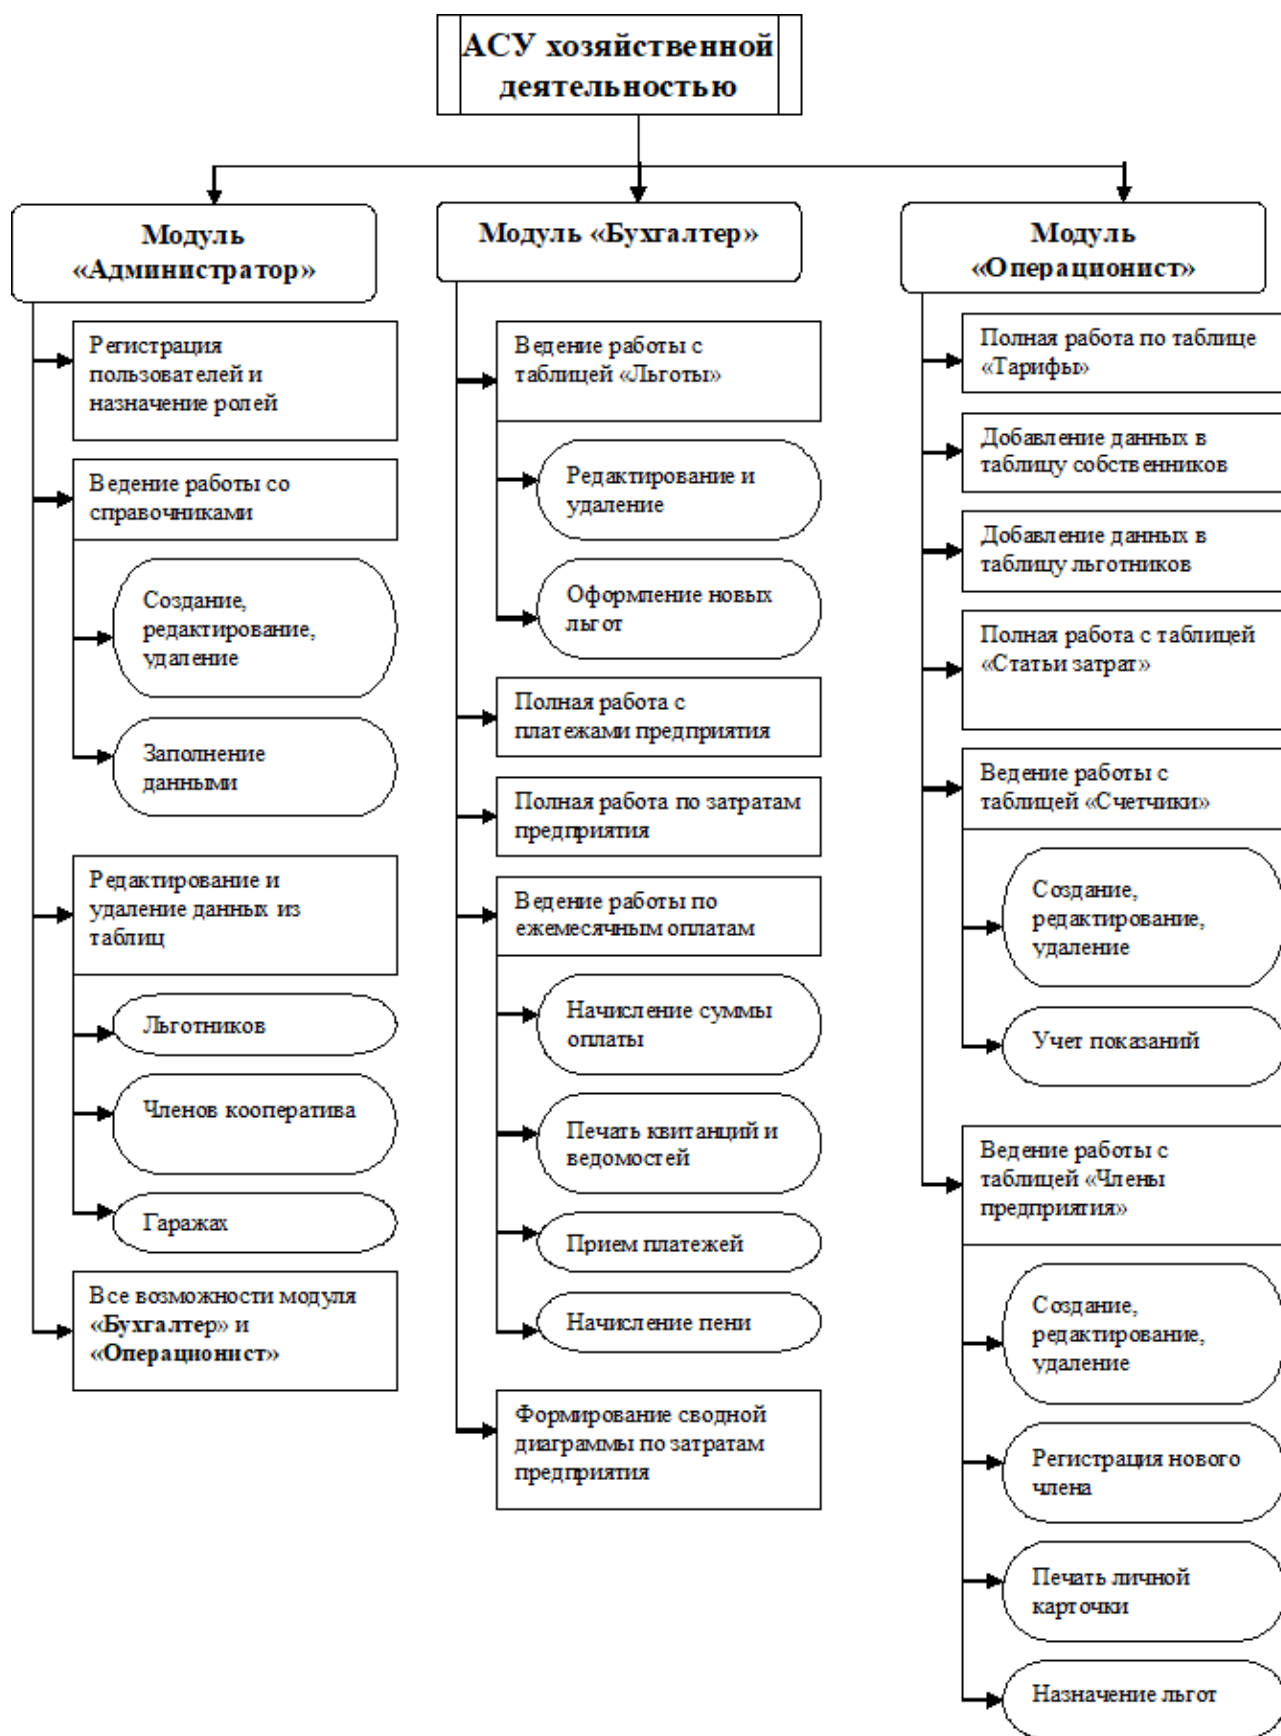 АСУ хозяйственной
деятельностью
Модуль
«Администратор»
Регистрация
пользователей и
назначение ролей
Ведение работы со
справочниками
Создание,
редактирование,
удаление
Заполнение
данными
Редактирование и
удаление данных из
таблиц
Льготников
Членов кооператива
Гаражах
Все возможности модуля
«Бухгалтер» и
«Операционист»
Модуль «Бухгалтер»
Ведение работы с
таблицей «Льготы»
Редактирование и
удаление
Оформление новых
льгот
Полная работа с
платежами предприятия
Полная работа по затратам
предприятия
Ведение работы по
ежемесячным оплатам
Начисление суммы
оплаты
Печать квитанций и
ведомостей
Прием платежей
Начисление пени
Формирование сводной
диаграммы по затратам
предприятия
Модуль
«Операционист»
Полная работа по таблице
«Тарифы»
Добавление данных в
таблицу собственников
Добавление данных в
таблицу льготников
Полная работа с таблицей
«Статьи затрат»
Ведение работы с
таблицей «Счетчики»
Создание,
редактирование,
удаление
Учет показаний
Ведение работы с
таблицей «Члены
предприятия»
Создание,
редактирование,
удаление
Регистрация нового
члена
Печать личной
карточки
Назначение льгот